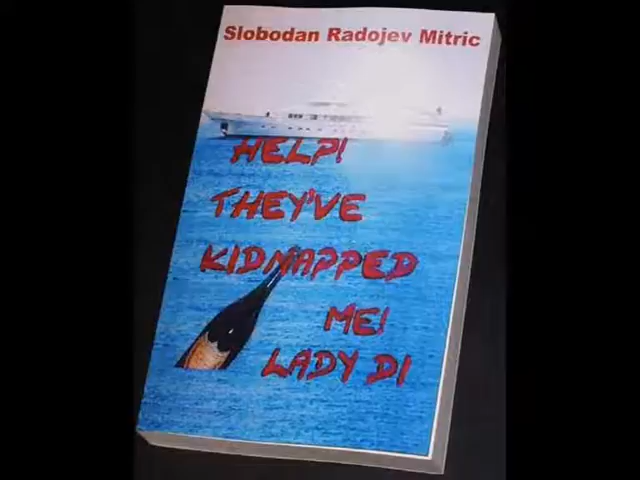 Slobodan Radojev Mitric
HELP!
THEY'VE
KIDNAPPED
ME!
LADY DI